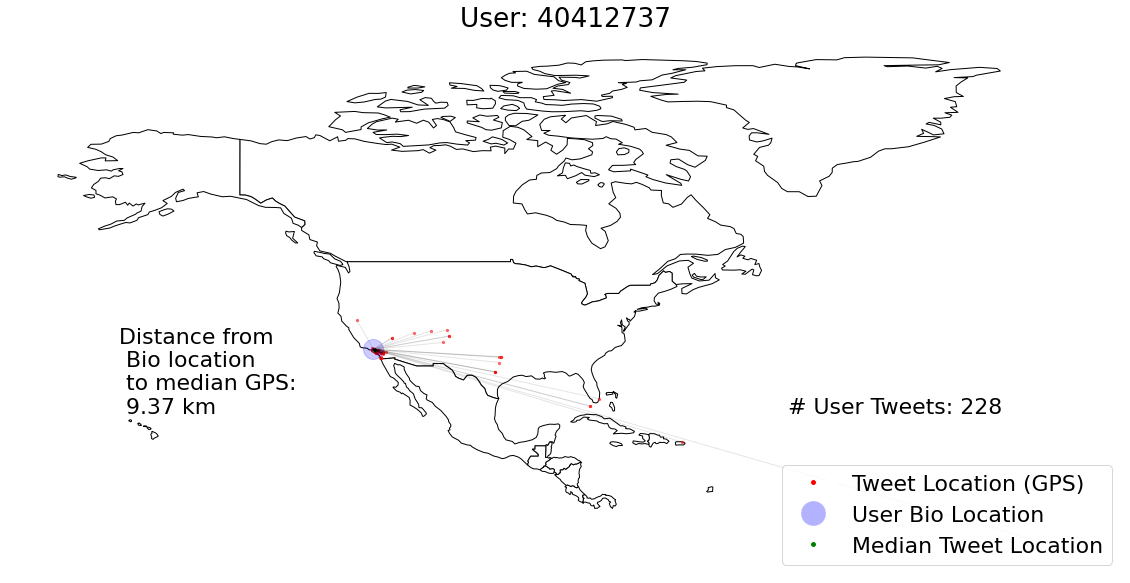 User: 40412737
Distance from
Bio location
to median GPS:
9.37 km
# User Tweets: 228
Tweet Location (GPS)
User Bio Location
Median Tweet Location